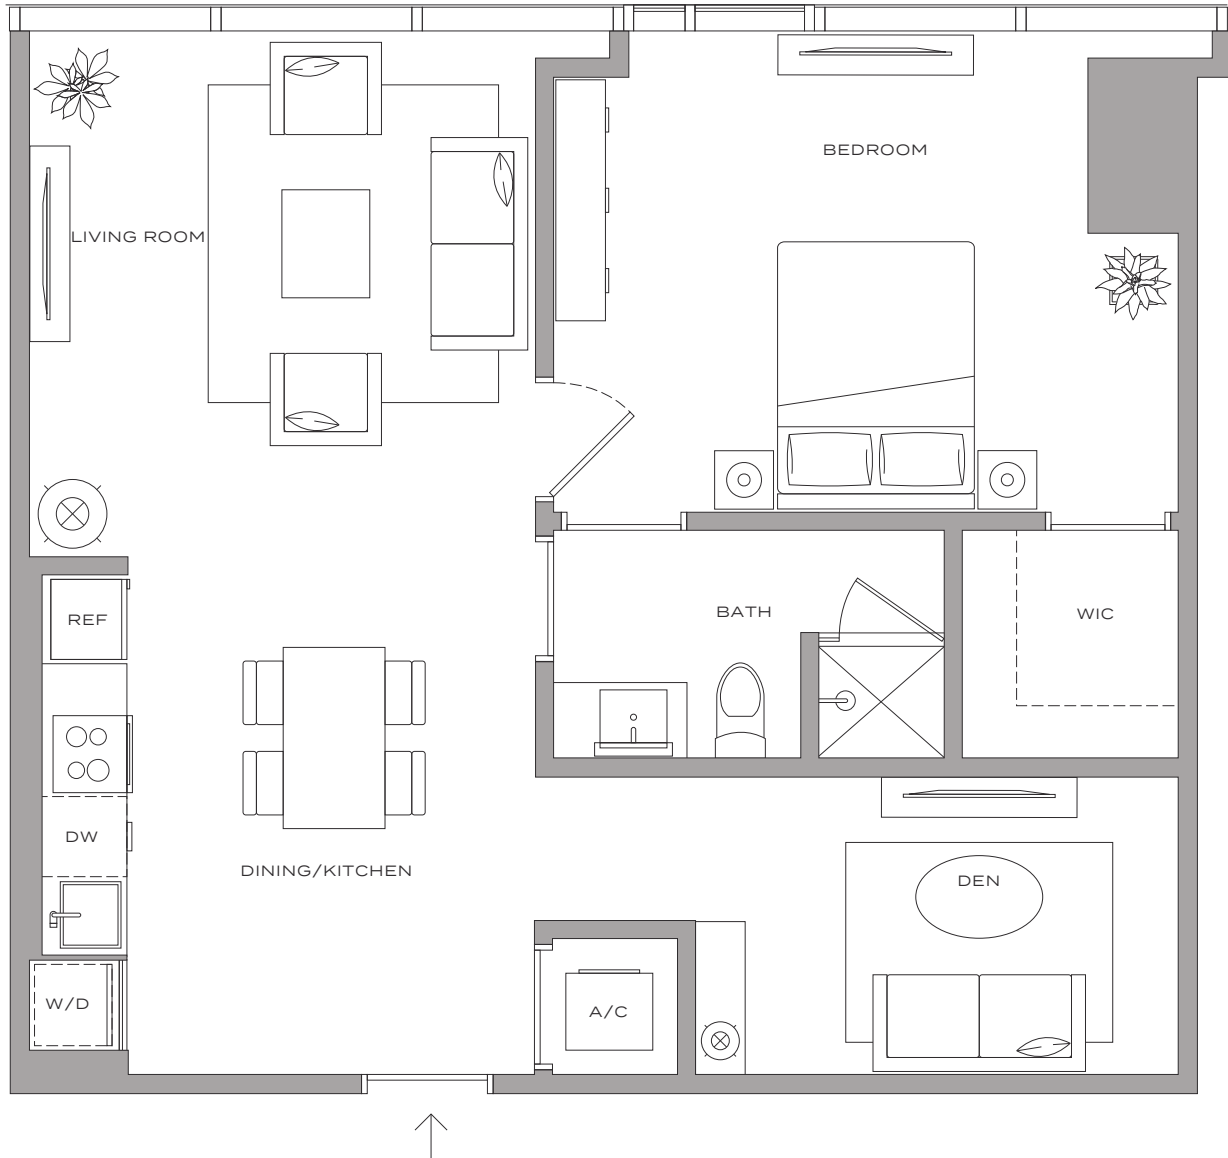 BEDROOM
LIVING ROOM
REF
BATH
WIC
DW
DINING/KITCHEN
DEN
W/D
A/C